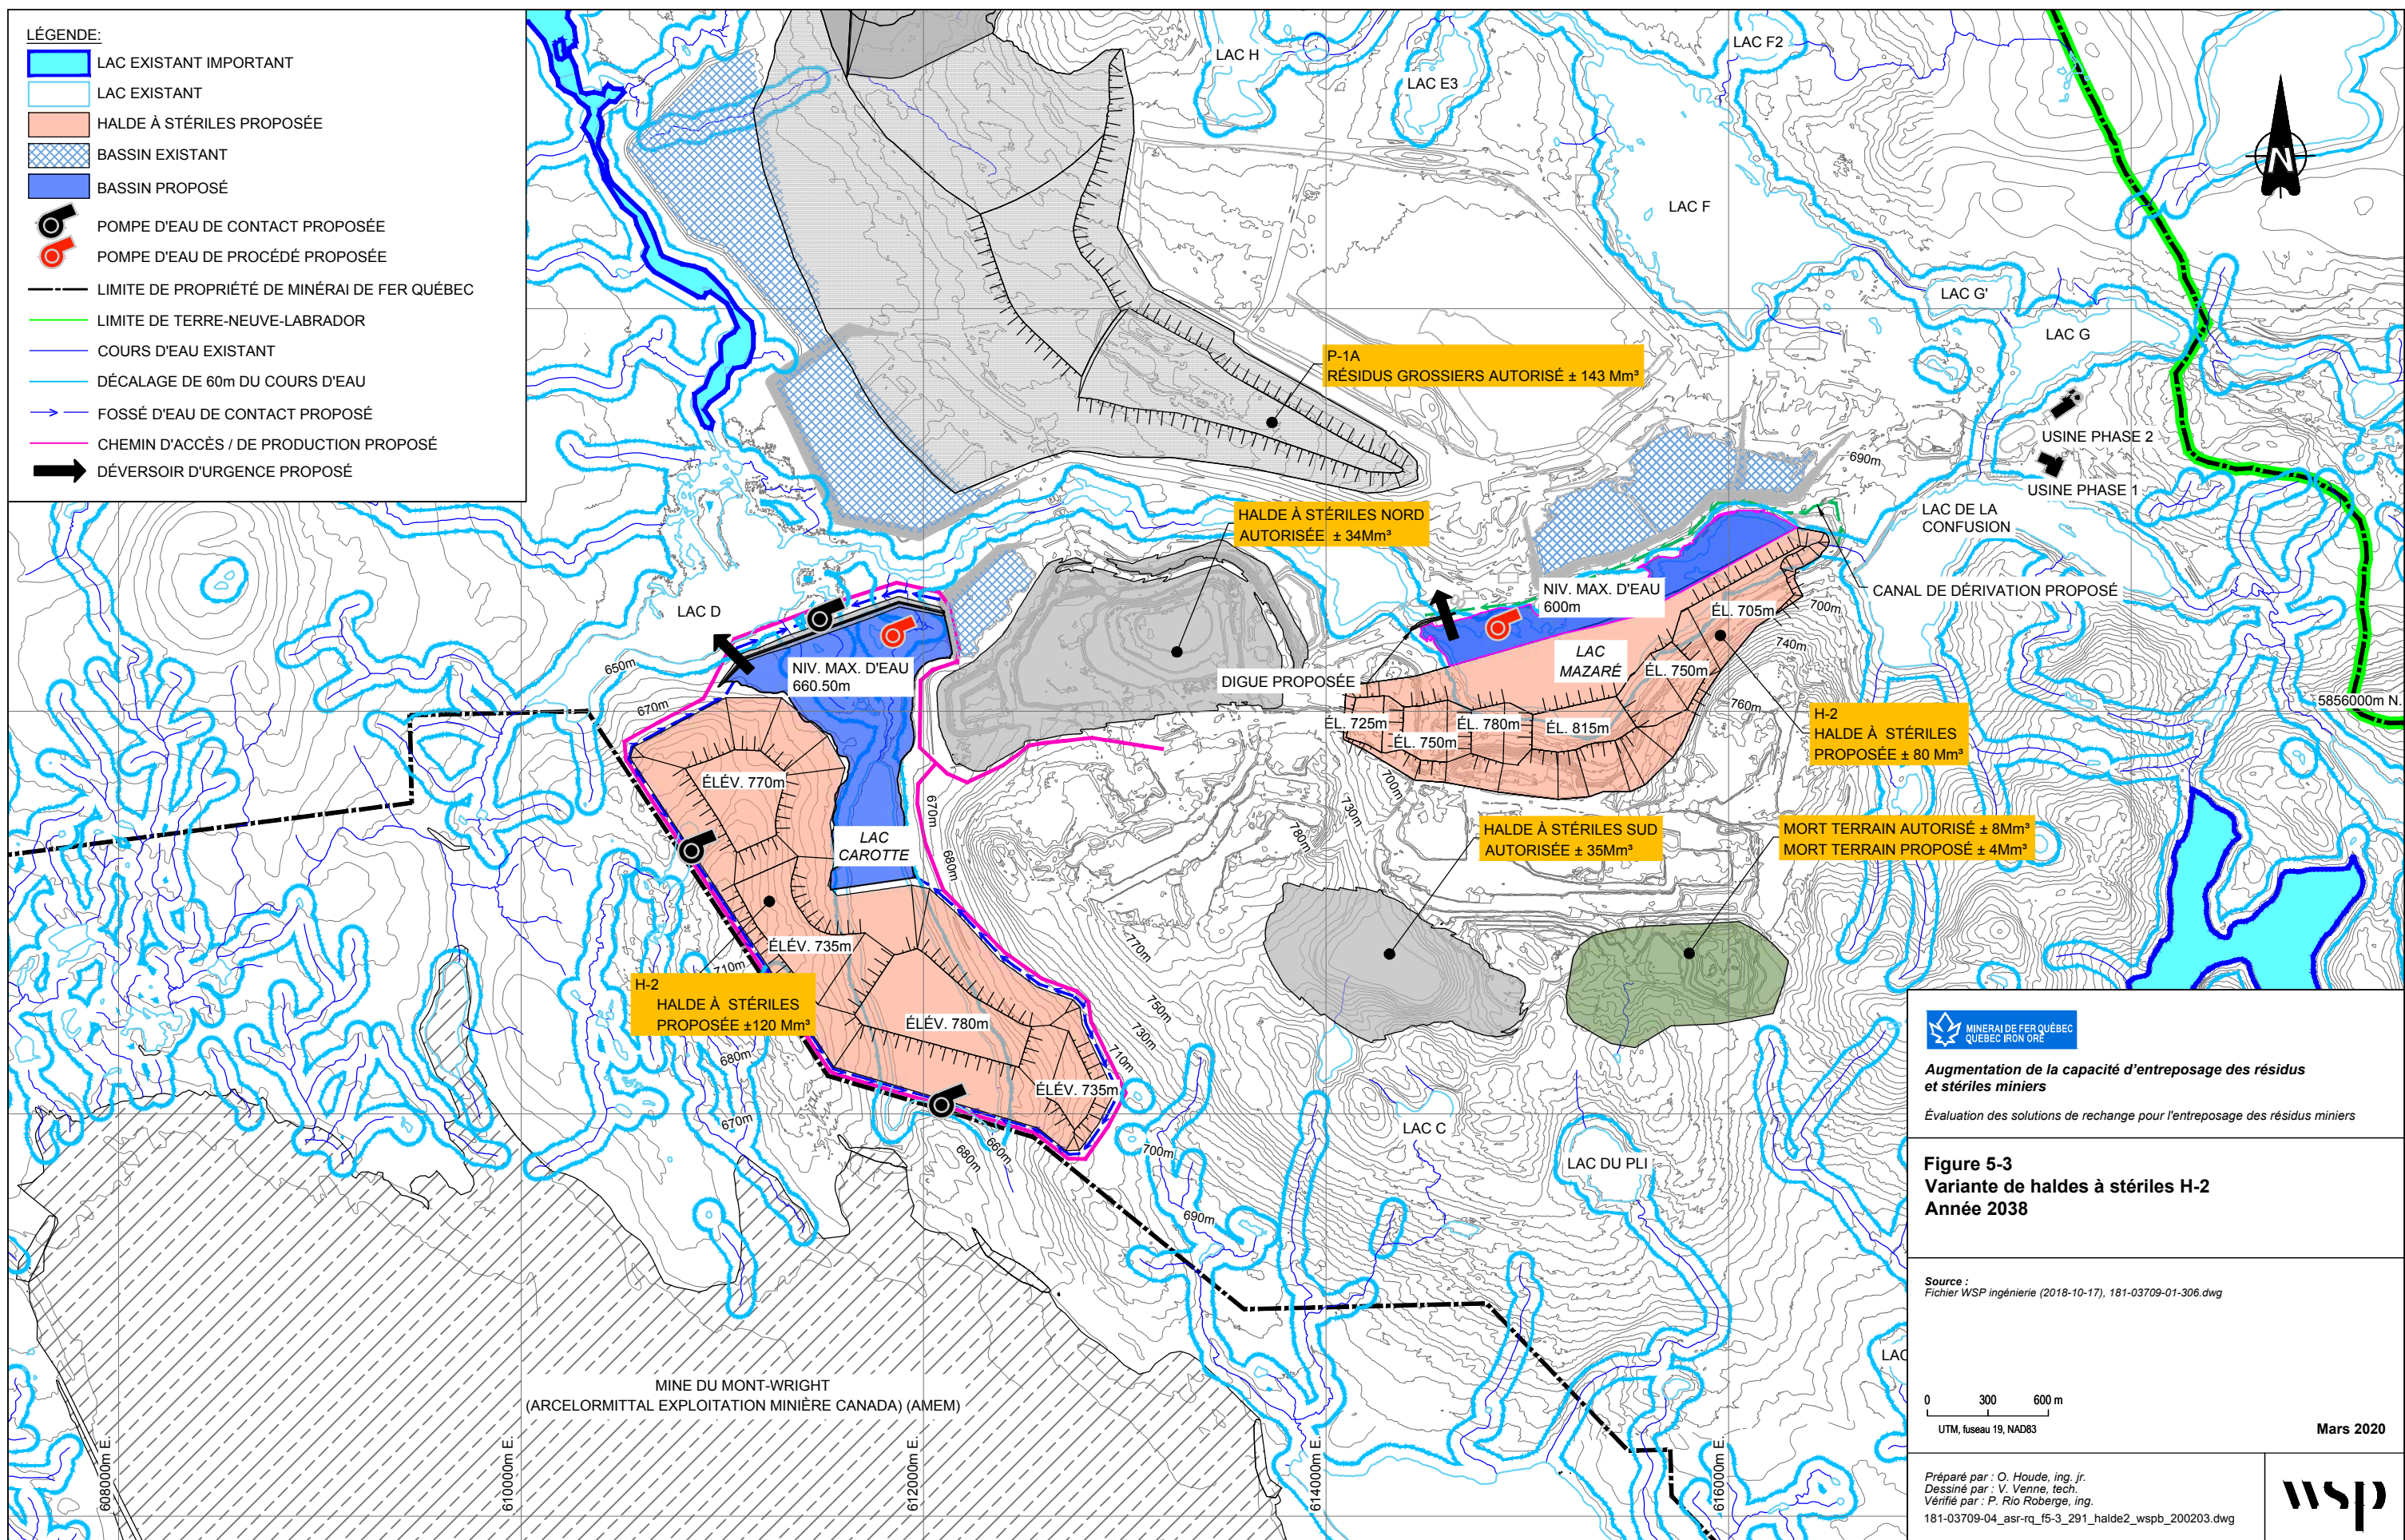 LÉGENDE:
LAC EXISTANT IMPORTANT
LAC EXISTANT
HALDE À STÉRILES PROPOSÉE
BASSIN EXISTANT
BASSIN PROPOSÉ
POMPE D'EAU DE CONTACT PROPOSÉE
POMPE D'EAU DE PROCÉDÉ PROPOSÉE
LIMITE DE PROPRIÉTÉ DE MINÉRAI DE FER QUÉBEC
LIMITE DE TERRE-NEUVE-LABRADOR
COURS D'EAU EXISTANT
DÉCALAGE DE 60m DU COURS D'EAU
FOSSÉ D'EAU DE CONTACT PROPOSÉ
CHEMIN D'ACCÈS / DE PRODUCTION PROPOSÉ
DÉVERSOIR D'URGENCE PROPOSÉ
LAC H
LAC E3
LAC F2
LAC F
N
LAC G'
LAC G
P-1A
RÉSIDUS GROSSIERS AUTORISÉ ± 143 Mm³
USINE PHASE 2
690m
USINE PHASE 1
HALDE À STÉRILES NORD
AUTORISÉE ± 34Mm³
LAC DE LA
CONFUSION
CANAL DE DÉRIVATION PROPOSÉ
NIV. MAX. D'EAU
600m
LAC D
ÉL. 705m
700m
740m
650m
NIV. MAX. D'EAU
660.50m
LAC
MAZARÉ
ÉL. 750m
DIGUE PROPOSÉE
670m
760m
5856000m N.
ÉL. 725m
ÉL. 780m
ÉL. 815m
ÉL. 750m
H-2
HALDE À STÉRILES
PROPOSÉE ± 80 Mm³
ÉLÉV. 770m
700m
730m
780m
670m
LAC
CAROTTE
680m
HALDE À STÉRILES SUD
AUTORISÉE ± 35Mm³
MORT TERRAIN AUTORISÉ ± 8Mm³
MORT TERRAIN PROPOSÉ ± 4Mm³
ÉLÉV. 735m
710m
770m
H-2
HALDE À STÉRILES
PROPOSÉE ±120 Mm³
ÉLÉV. 780m
750m
730m
710m
680m
ÉLÉV. 735m
670m
680m
660m
700m
LAC C
LAC DU PLI
690m
LAC
MINE DU MONT-WRIGHT
(ARCELORMITTAL EXPLOITATION MINIÈRE CANADA) (AMEM)
608000m E.
610000m E.
612000m E.
614000m E.
616000m E.
MINERAI DE FER QUÉBEC
QUEBEC IRON ORE
Augmentation de la capacité d'entreposage des résidus
et stériles miniers
Évaluation des solutions de rechange pour l'entreposage des résidus miniers
Figure 5-3
Variante de haldes à stériles H-2
Année 2038
Source :
Fichier WSP ingénierie (2018-10-17), 181-03709-01-306.dwg
0 300 600 m
UTM, fuseau 19, NAD83
Mars 2020
Préparé par : O. Houde, ing. jr.
Dessiné par : V. Venne, tech.
Vérifié par : P. Rio Roberge, ing.
181-03709-04_asr-rq_f5-3_291_halde2_wspb_200203.dwg
wsp